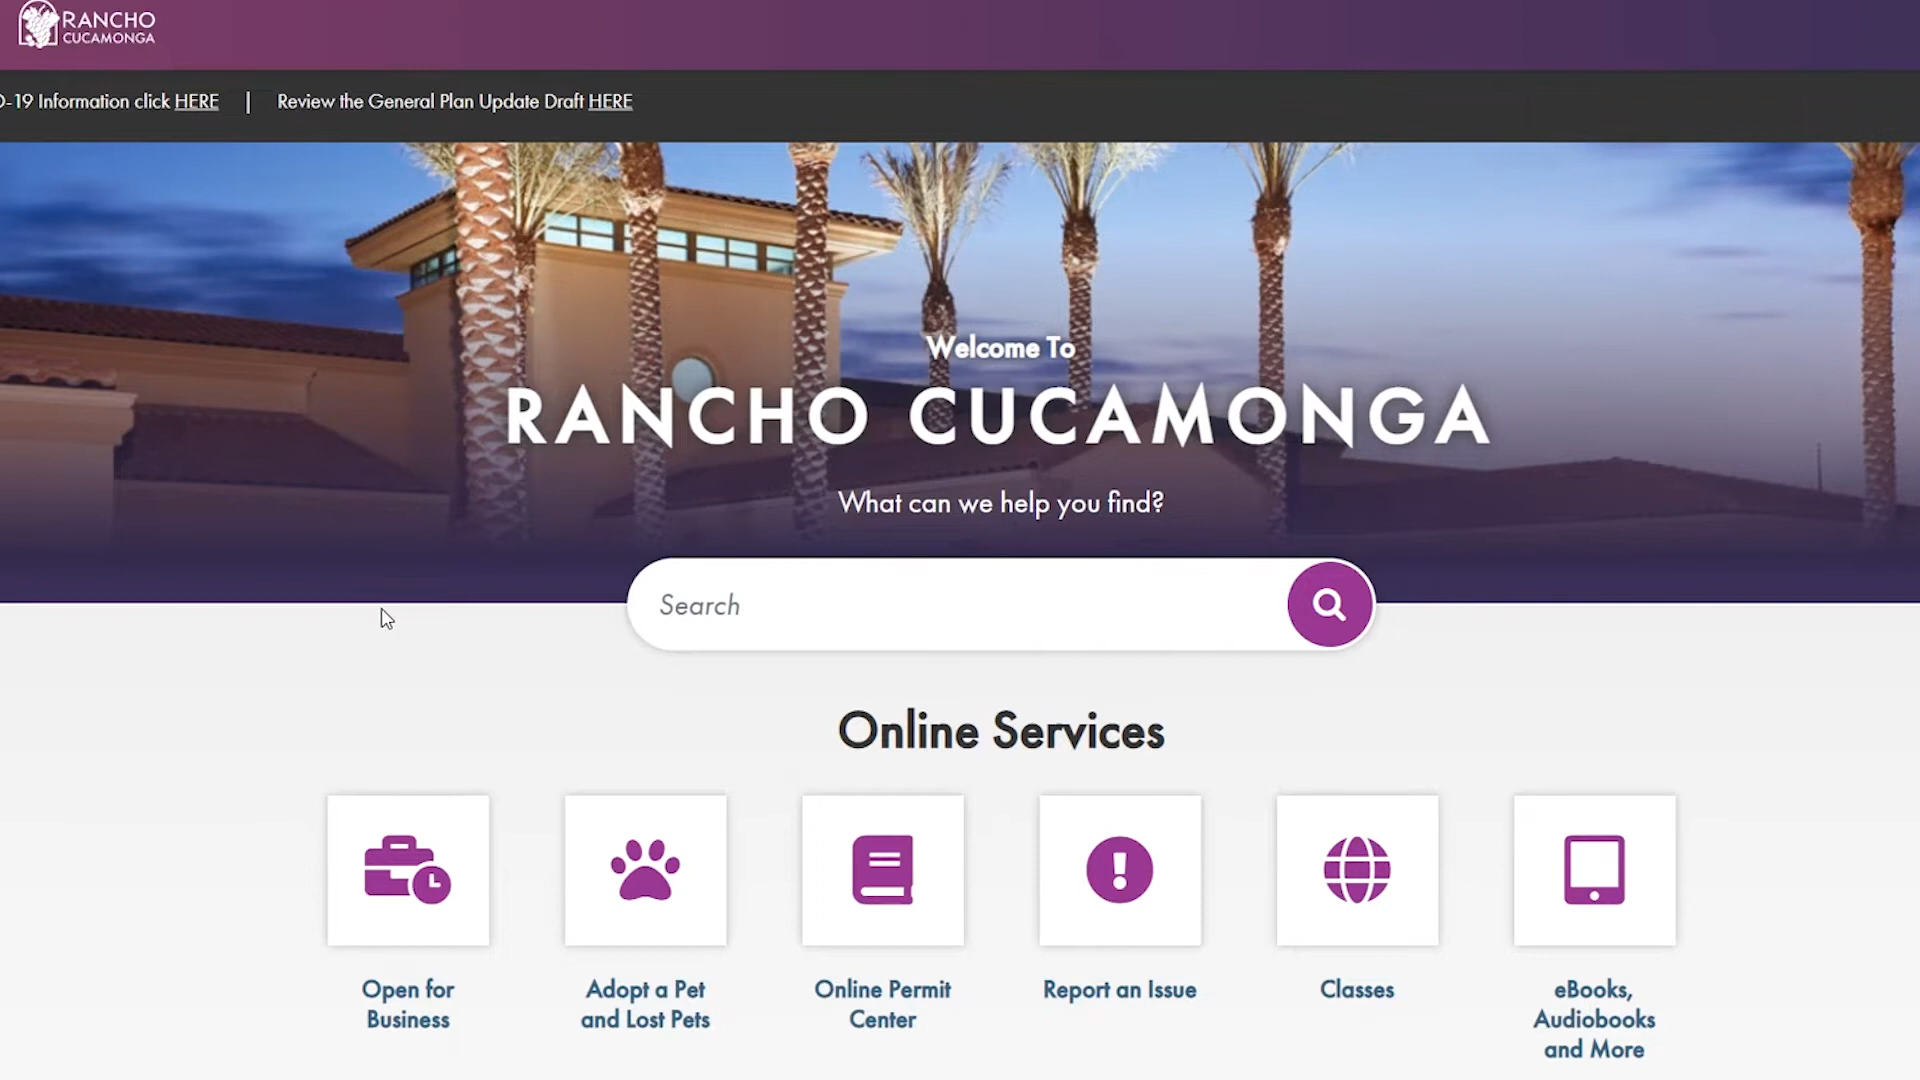 RANCHO
CUCAMONGA
-19 Information click HERE | Review the General Plan Update Draft HERE
Welcome To
RANCHO CUCAMONGA
What can we help you find?
Search
Online Services
Open for
Business
Adopt a Pet
and Lost Pets
Online Permit
Center
Report an Issue
Classes
eBooks,
Audiobooks
and More